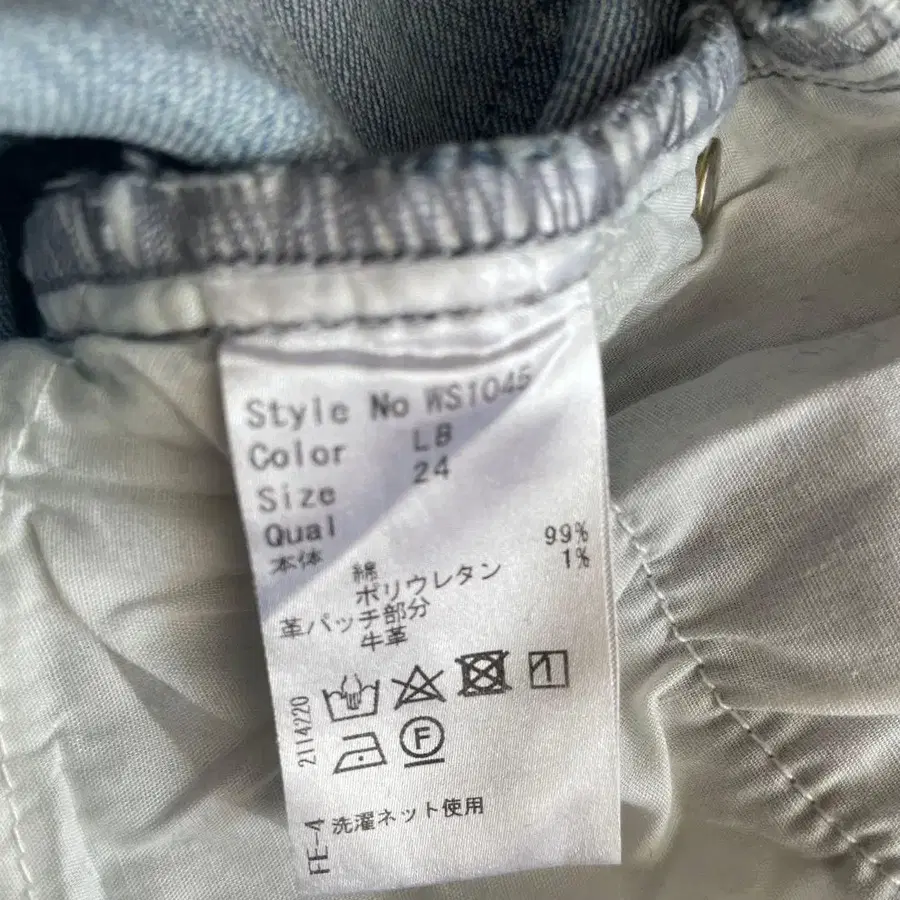 Style No WS1045
Color LB
Size 24
Qual
本体
綿 99%
ポリウレタン 1%
革パッチ部分
牛革
2114220
F
FE-4
洗濯ネット使用